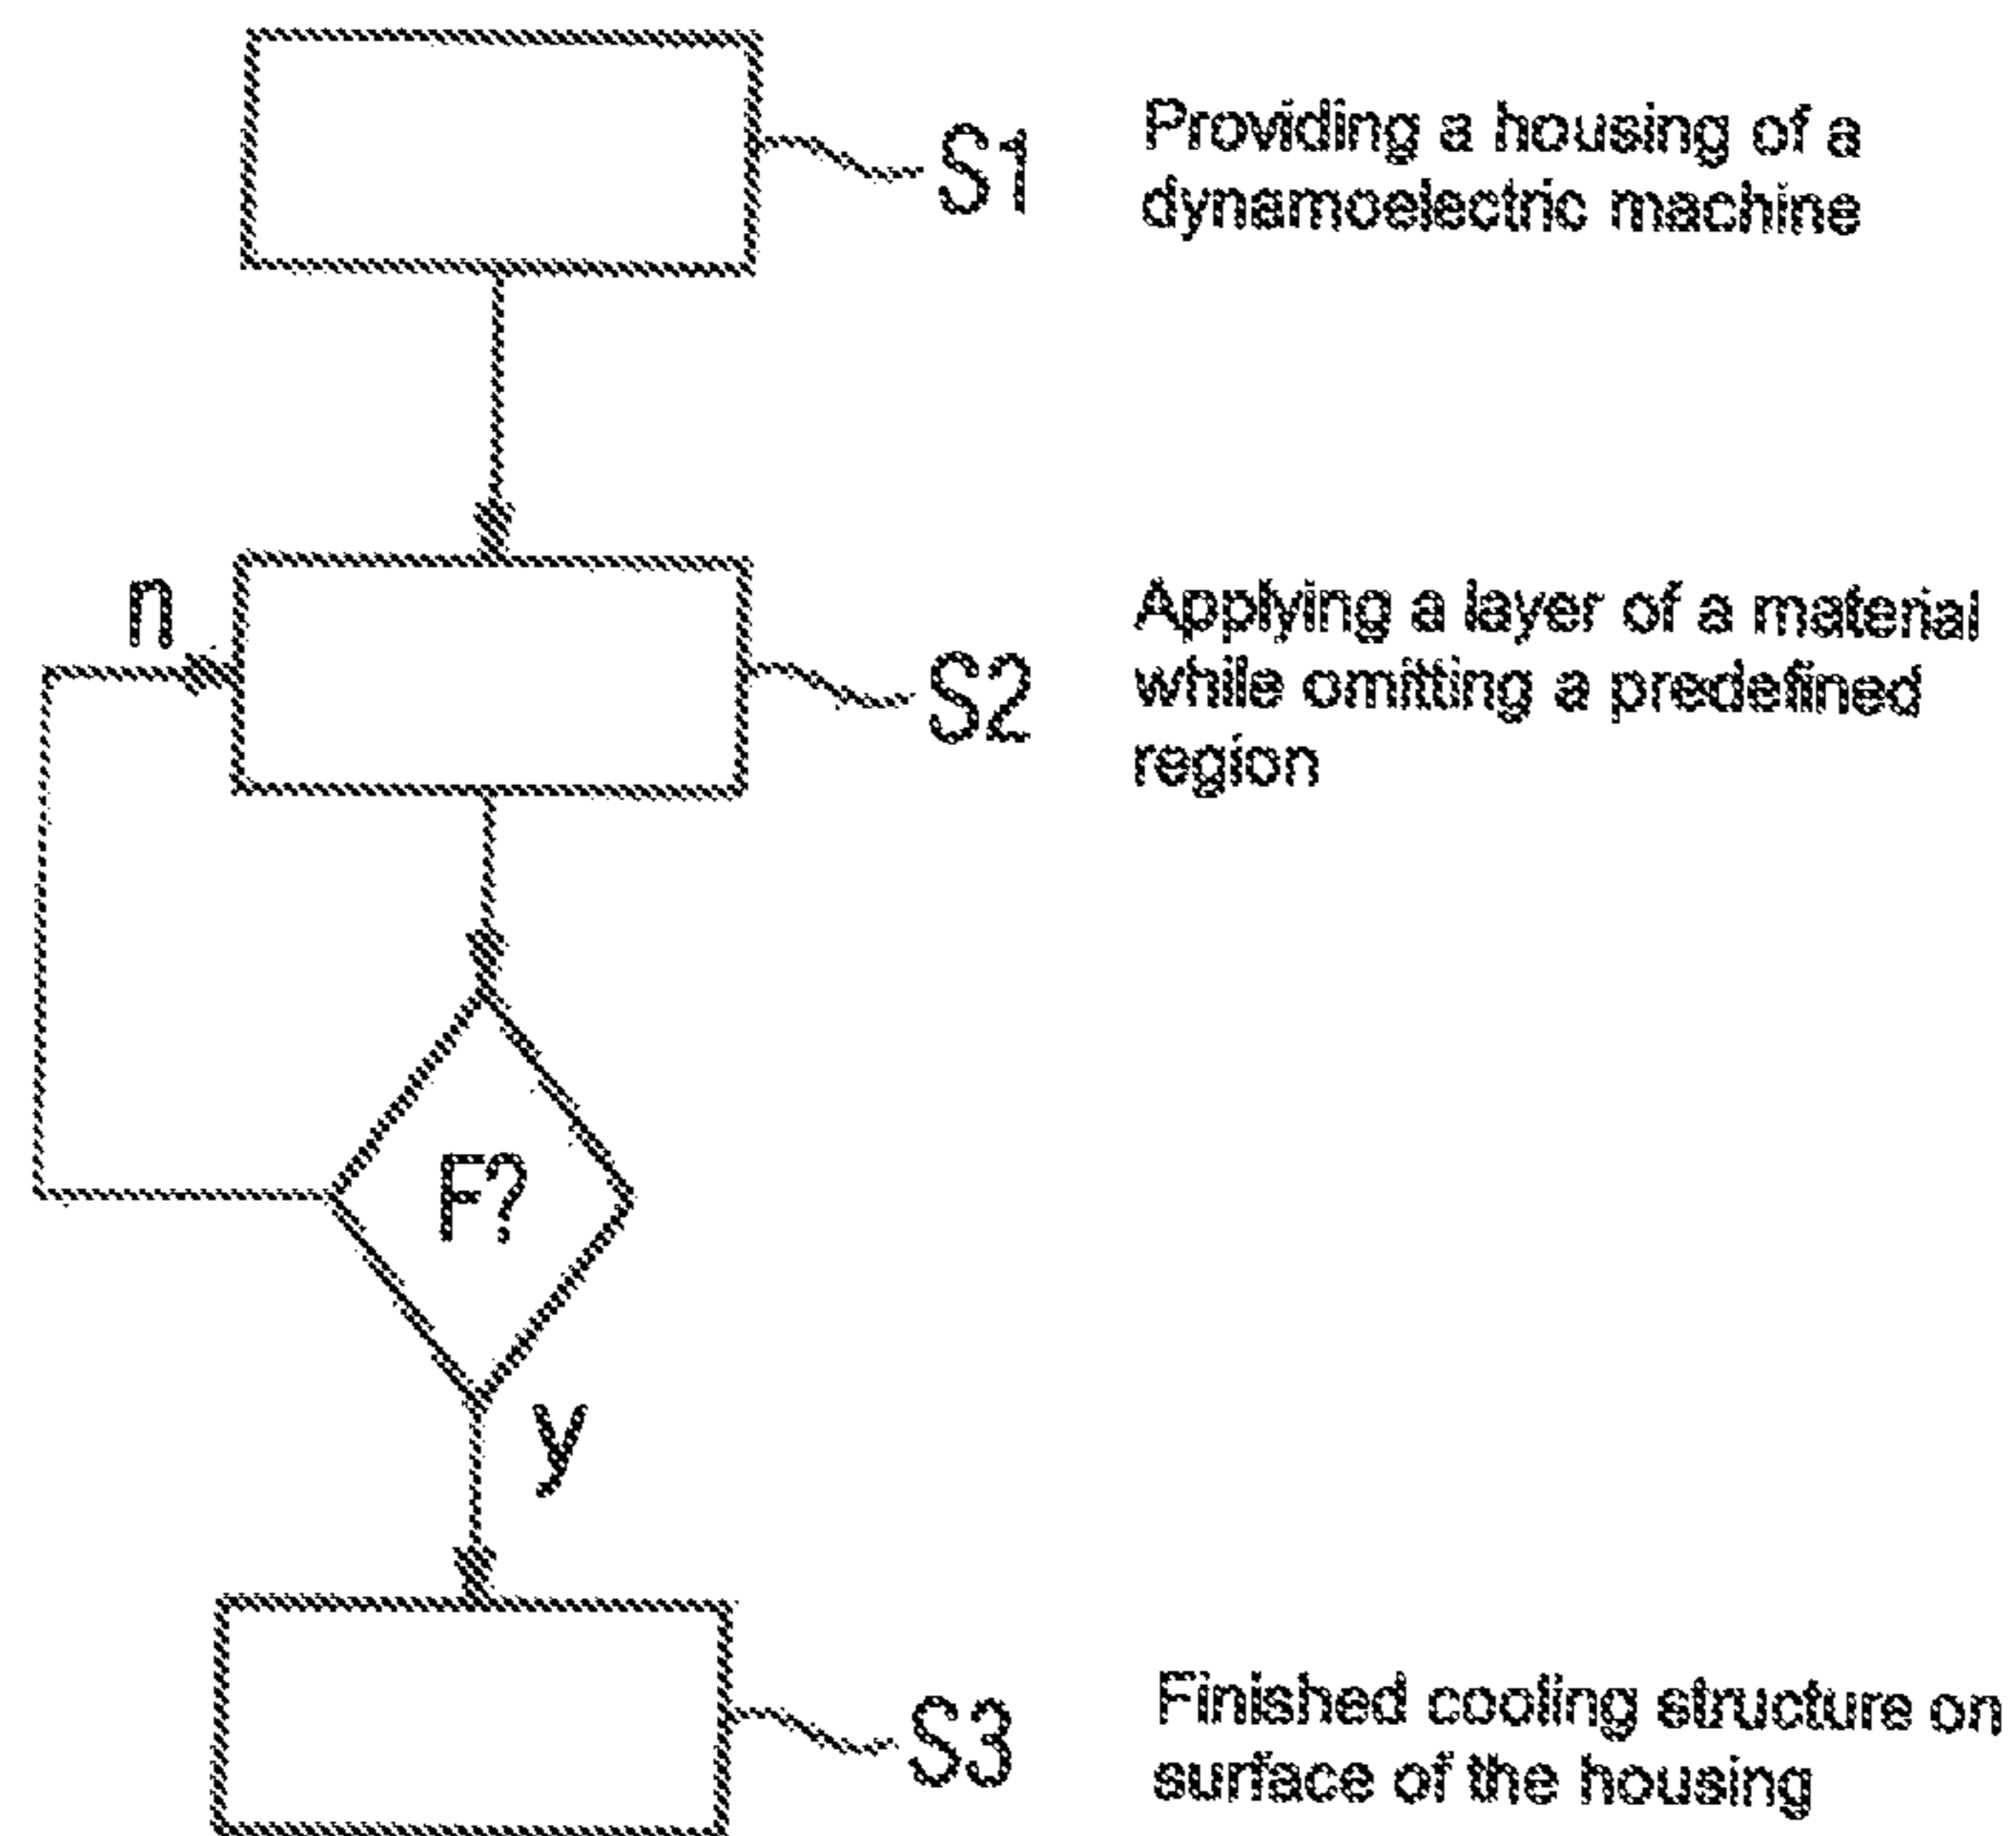 S1
Providing a housing of a
dynamoelectric machine
n
S2
Applying a layer of a material
while omitting a predefined
region
F?
y
S3
Finished cooling structure on
surface of the housing